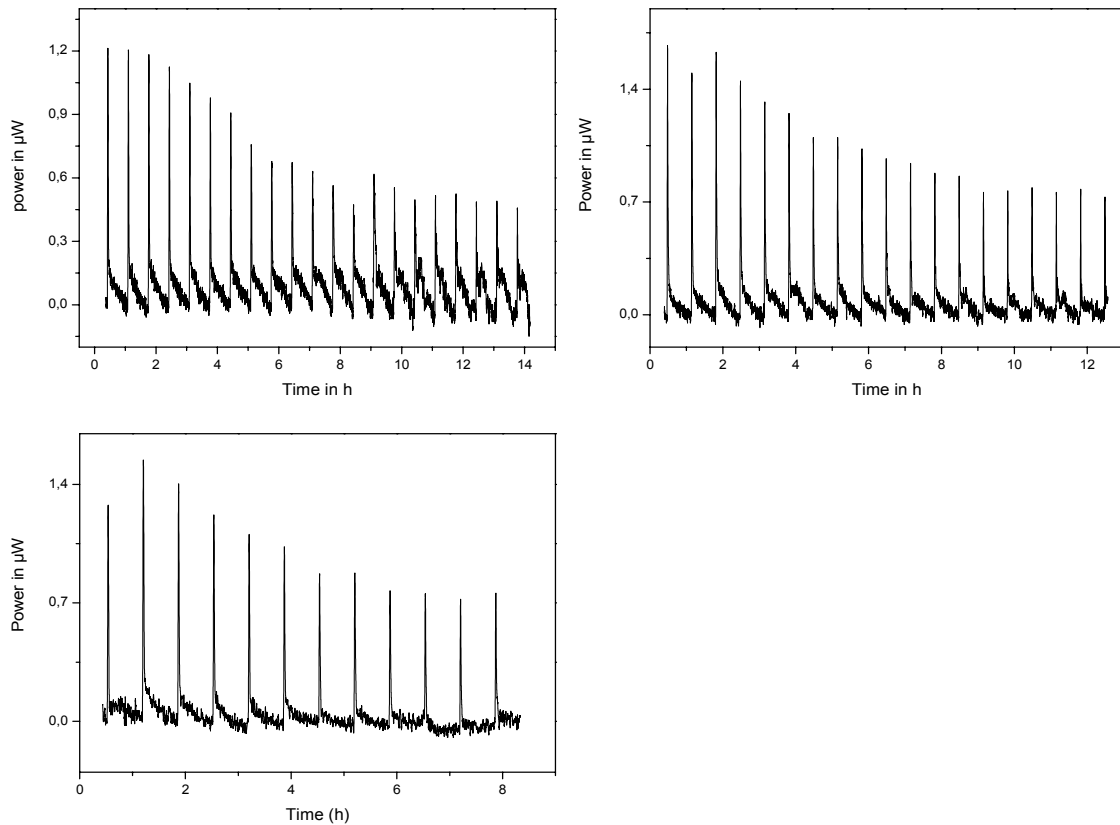 1,2
0,9
0,6
0,3
0,0
power in µW
0 2 4 6 8 10 12 14
Time in h
1,4
0,7
0,0
Power in µW
0 2 4 6 8 10 12
Time in h
1,4
0,7
0,0
Power in µW
0 2 4 6 8
Time (h)